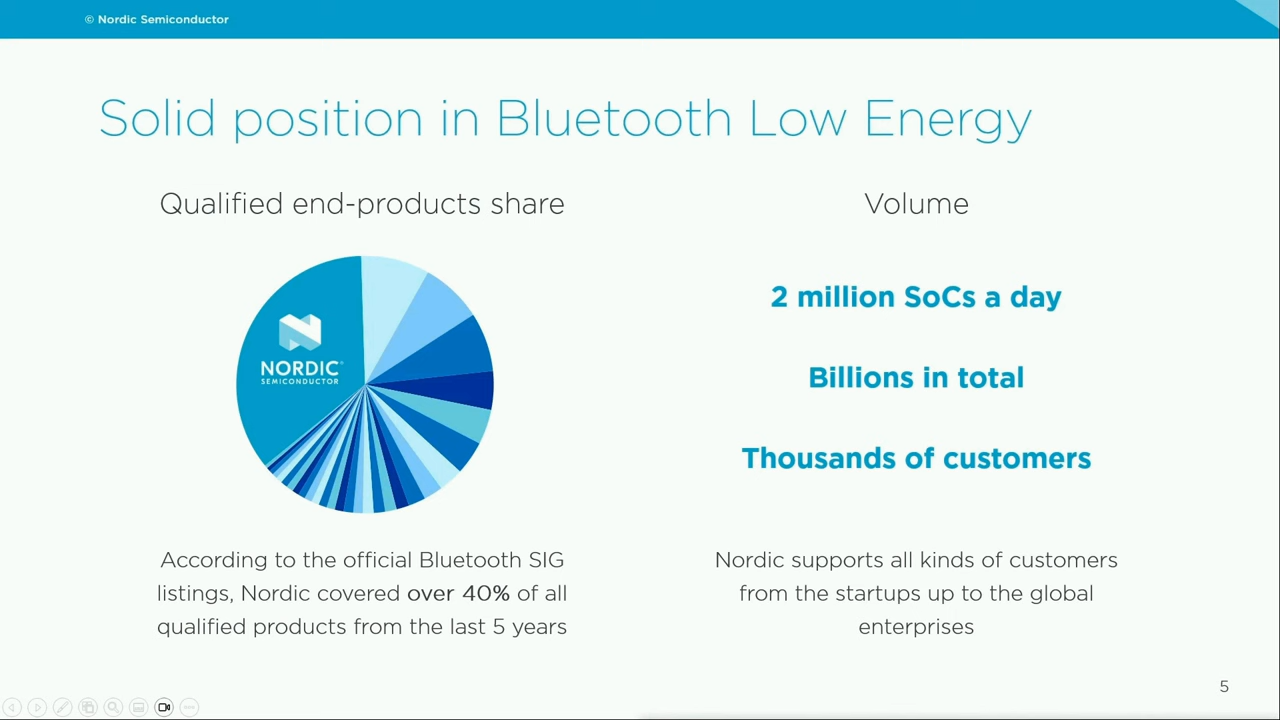 © Nordic Semiconductor
Solid position in Bluetooth Low Energy
Qualified end-products share
NORDIC®
SEMICONDUCTOR
According to the official Bluetooth SIG
listings, Nordic covered over 40% of all
qualified products from the last 5 years
Volume
2 million SoCs a day
Billions in total
Thousands of customers
Nordic supports all kinds of customers
from the startups up to the global
enterprises
5